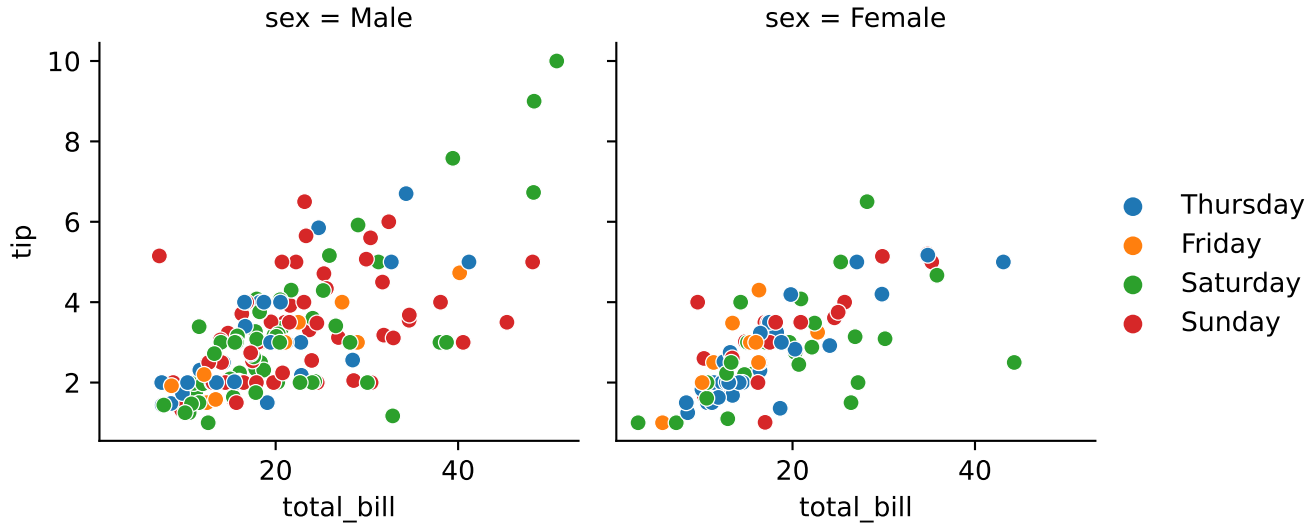 sex = Male
sex = Female
10
8
6
4
2
tip
20
40
20
40
total_bill
total_bill
Thursday
Friday
Saturday
Sunday